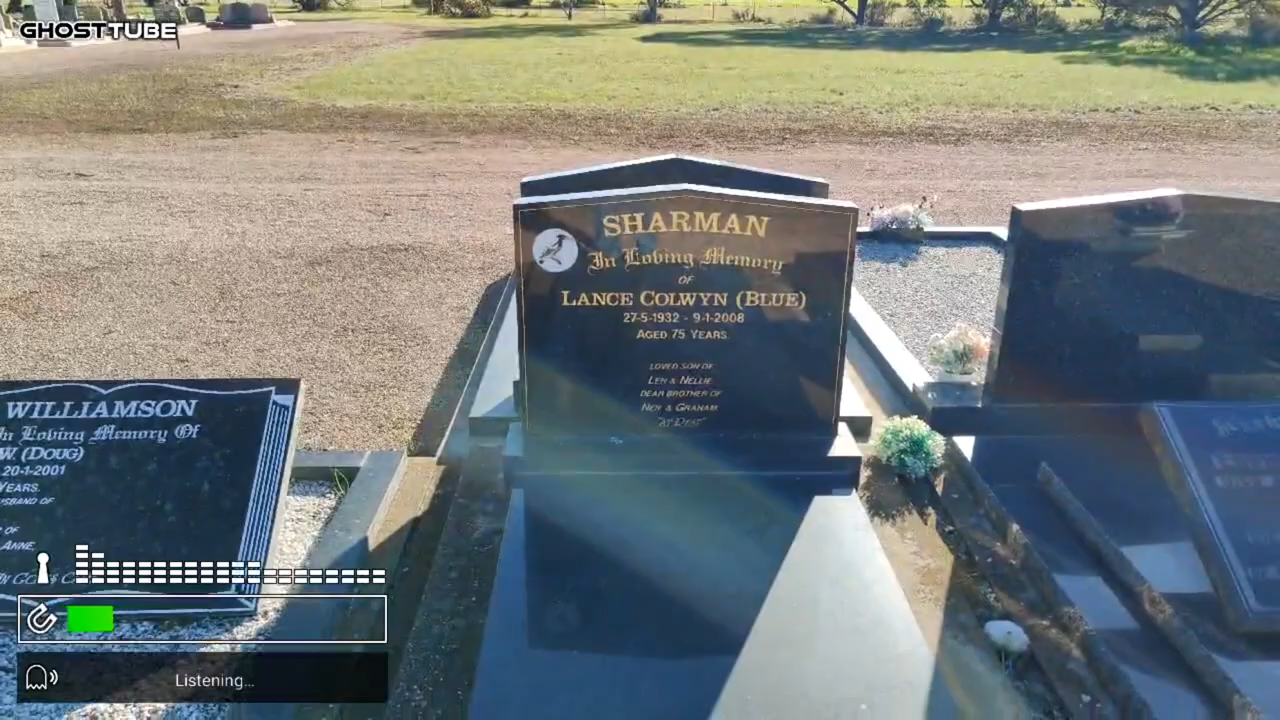 GHOSTTUBE
SHARMAN
In Loving Memory
OF
LANCE COLWYN (BLUE)
27-5-1932 - 9-1-2008
AGED 75 YEARS.
LOVED SON OF
LEN & NELLIE.
DEAR BROTHER OF
& GRAHAM.
"AT REST"
WILLIAMSON
In Loving Memory Of
W. (DOUG)
20-1-2001
YEARS.
OF
OF
ANNE,
Listening...